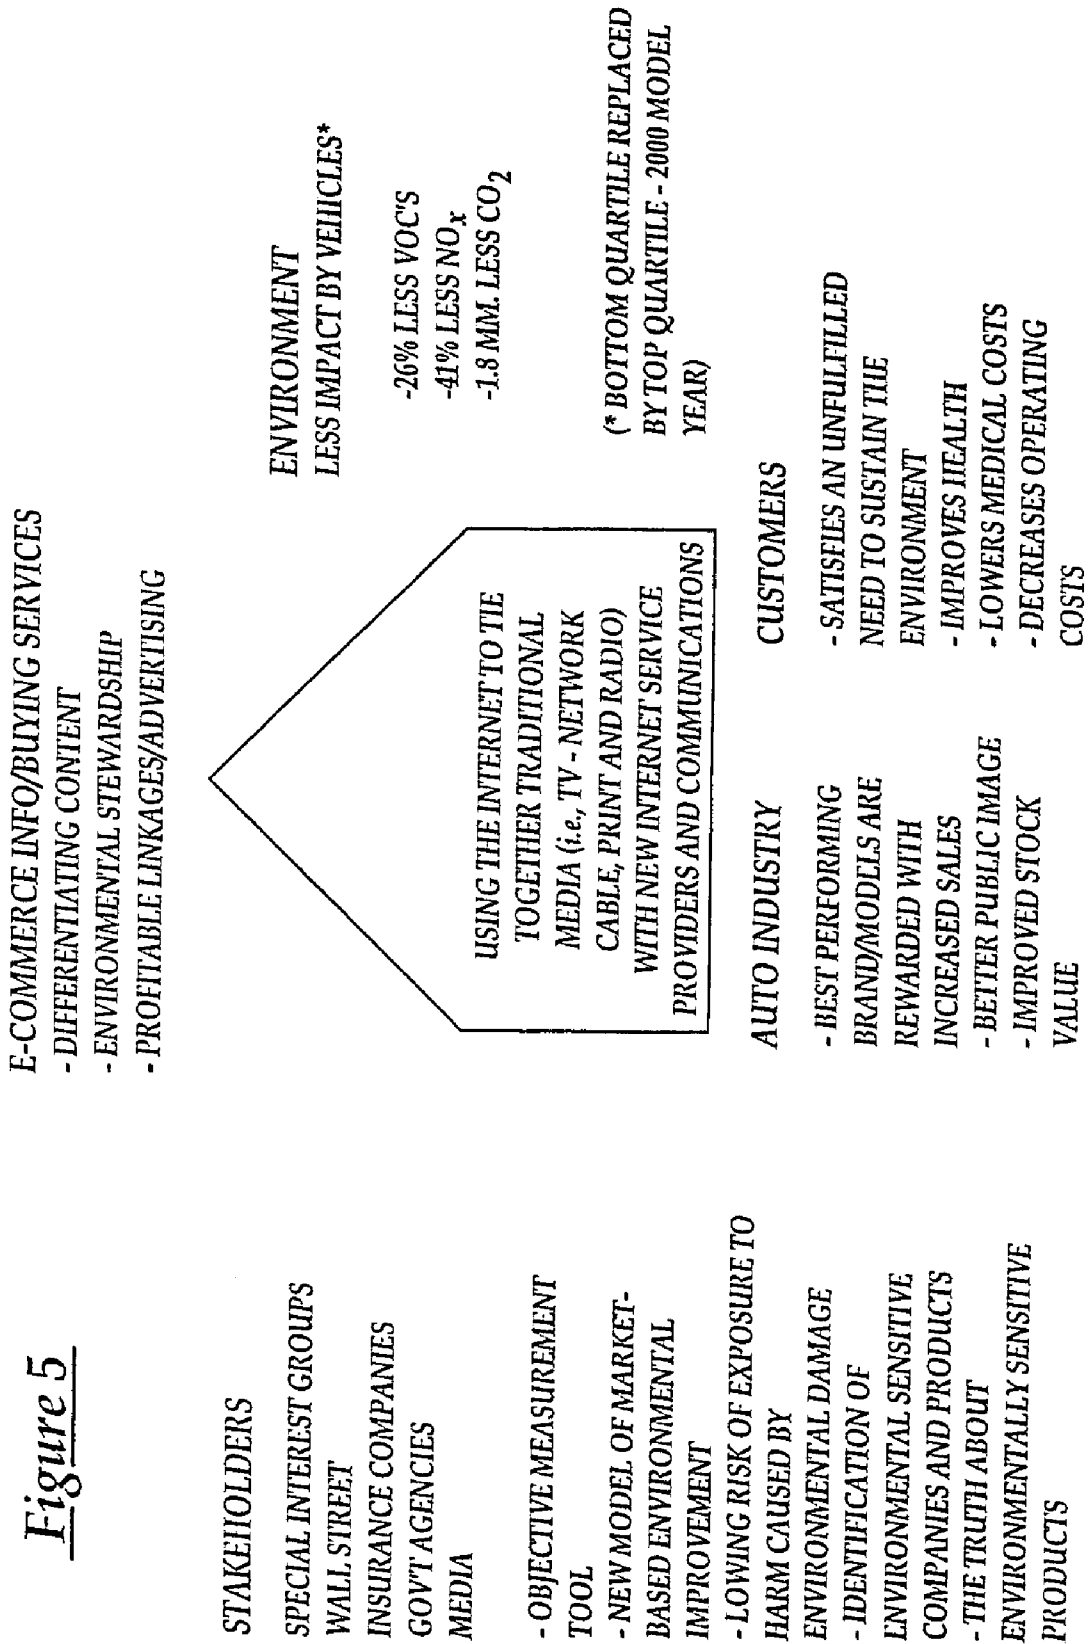 Figure 5
E-COMMERCE INFO/BUYING SERVICES
- DIFFERENTIATING CONTENT
- ENVIRONMENTAL STEWARDSHIP
- PROFITABLE LINKAGES/ADVERTISING
STAKEHOLDERS
SPECIAL INTEREST GROUPS
WALL STREET
INSURANCE COMPANIES
GOV'T AGENCIES
MEDIA
- OBJECTIVE MEASUREMENT
TOOL
- NEW MODEL OF MARKET-
BASED ENVIRONMENTAL
IMPROVEMENT
- LOWING RISK OF EXPOSURE TO
HARM CAUSED BY
ENVIRONMENTAL DAMAGE
- IDENTIFICATION OF
ENVIRONMENTAL SENSITIVE
COMPANIES AND PRODUCTS
- THE TRUTH ABOUT
ENVIRONMENTALLY SENSITIVE
PRODUCTS
USING THE INTERNET TO TIE
TOGETHER TRADITIONAL
MEDIA (i.e., TV - NETWORK
CABLE, PRINT AND RADIO)
WITH NEW INTERNET SERVICE
PROVIDERS AND COMMUNICATIONS
ENVIRONMENT
LESS IMPACT BY VEHICLES*
-26% LESS VOC'S
-41% LESS NOx
-1.8 MM. LESS CO2
(* BOTTOM QUARTILE REPLACED
BY TOP QUARTILE - 2000 MODEL
YEAR)
AUTO INDUSTRY
- BEST PERFORMING
BRAND/MODELS ARE
REWARDED WITH
INCREASED SALES
- BETTER PUBLIC IMAGE
- IMPROVED STOCK
VALUE
CUSTOMERS
- SATISFIES AN UNFULFILLED
NEED TO SUSTAIN THE
ENVIRONMENT
- IMPROVES HEALTH
- LOWERS MEDICAL COSTS
- DECREASES OPERATING
COSTS